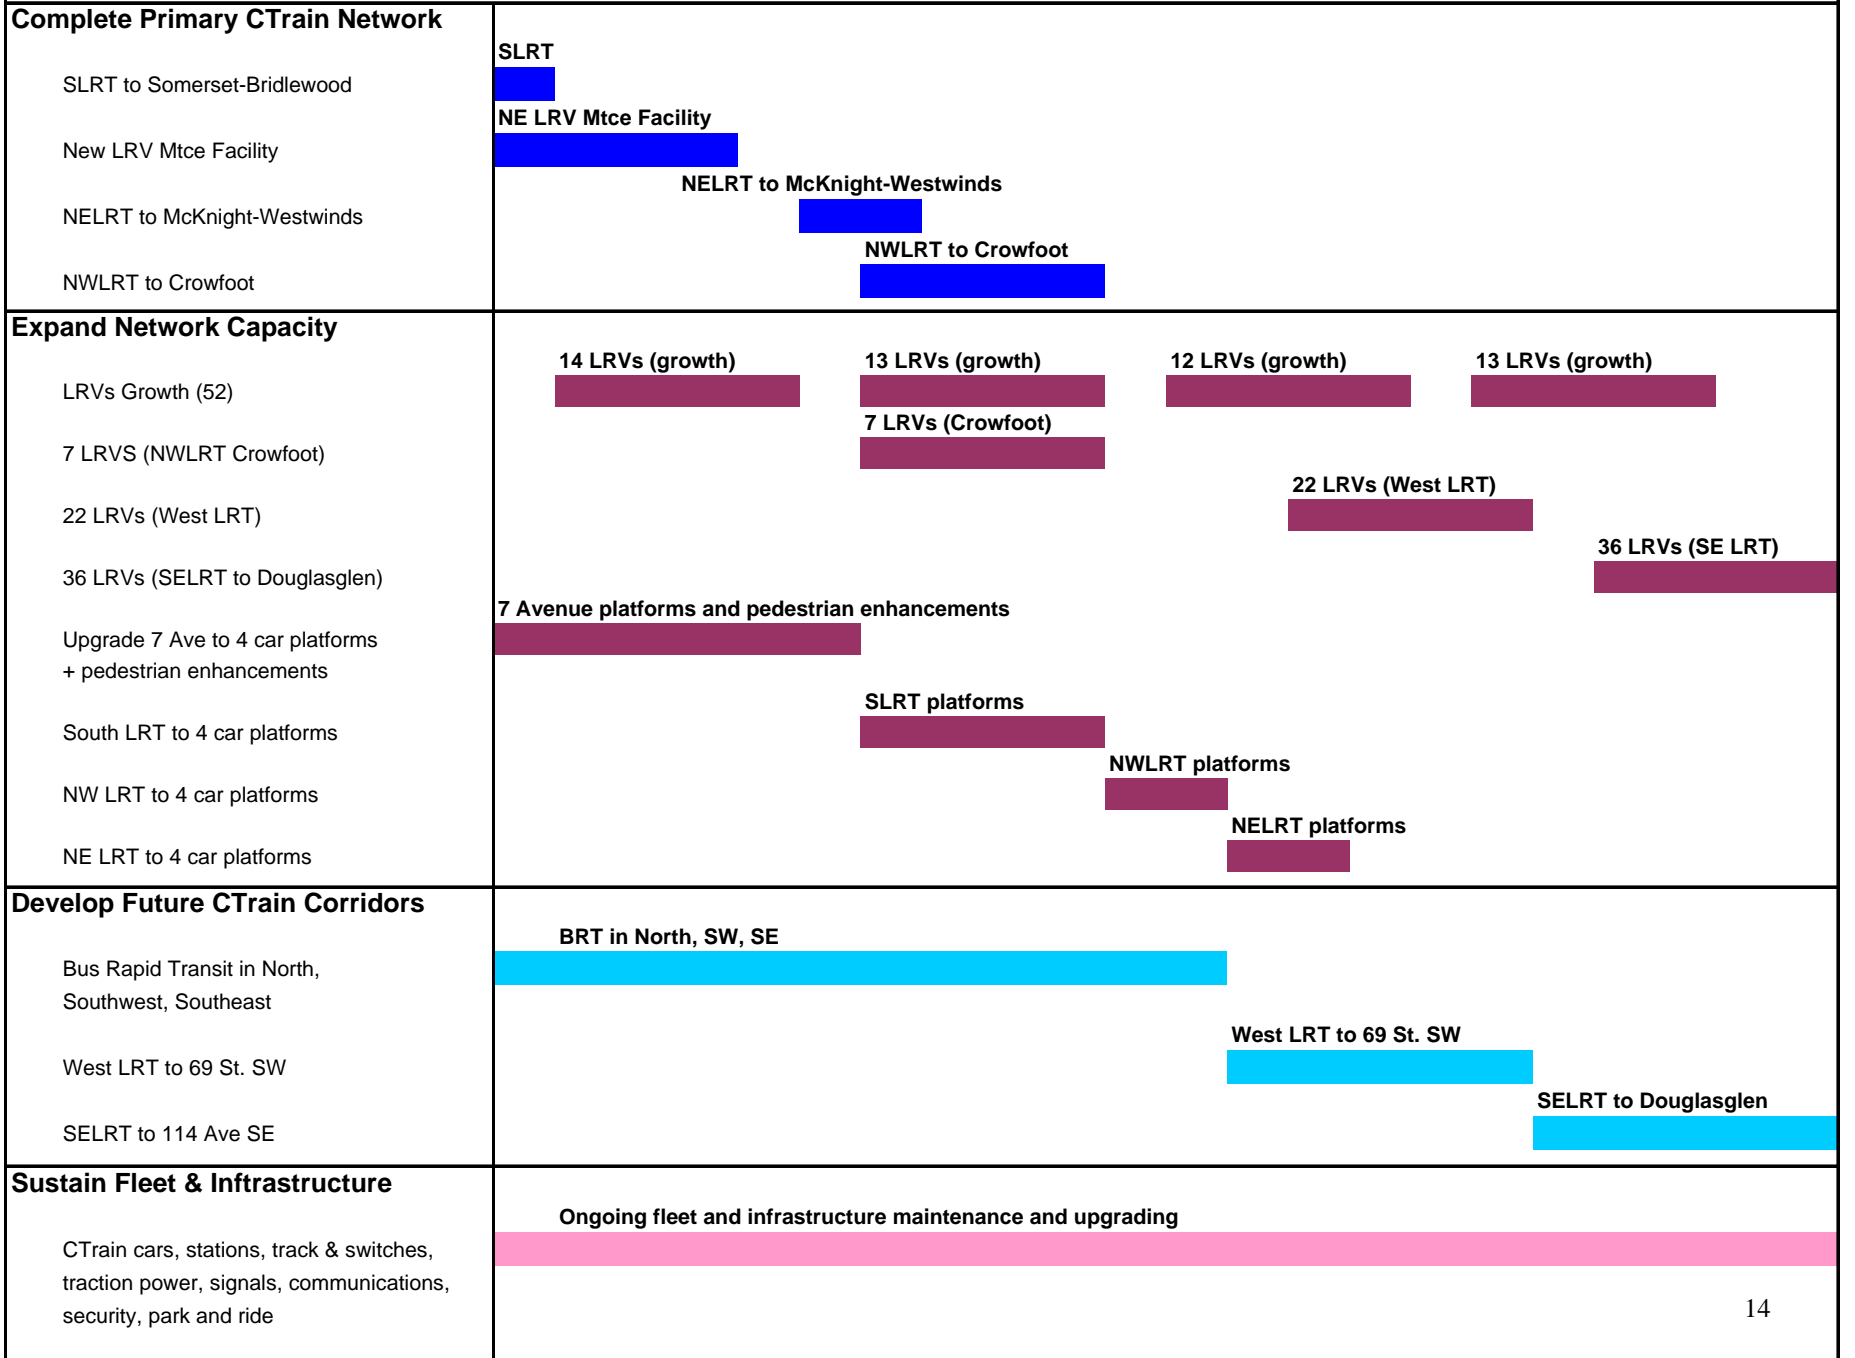 Complete Primary CTrain Network
SLRT
SLRT to Somerset-Bridlewood
NE LRV Mtce Facility
New LRV Mtce Facility
NELRT to McKnight-Westwinds
NELRT to McKnight-Westwinds
NWLRT to Crowfoot
NWLRT to Crowfoot
Expand Network Capacity
14 LRVs (growth) 13 LRVs (growth) 12 LRVs (growth) 13 LRVs (growth)
LRVs Growth (52)
7 LRVs (Crowfoot)
7 LRVS (NWLRT Crowfoot)
22 LRVs (West LRT)
22 LRVs (West LRT)
36 LRVs (SE LRT)
36 LRVs (SELRT to Douglasglen)
7 Avenue platforms and pedestrian enhancements
Upgrade 7 Ave to 4 car platforms
+ pedestrian enhancements
SLRT platforms
South LRT to 4 car platforms
NWLRT platforms
NW LRT to 4 car platforms
NELRT platforms
NE LRT to 4 car platforms
Develop Future CTrain Corridors
BRT in North, SW, SE
Bus Rapid Transit in North,
Southwest, Southeast
West LRT to 69 St. SW
West LRT to 69 St. SW
SELRT to Douglasglen
SELRT to 114 Ave SE
Sustain Fleet & Inftrastructure
Ongoing fleet and infrastructure maintenance and upgrading
CTrain cars, stations, track & switches,
traction power, signals, communications,
security, park and ride
14